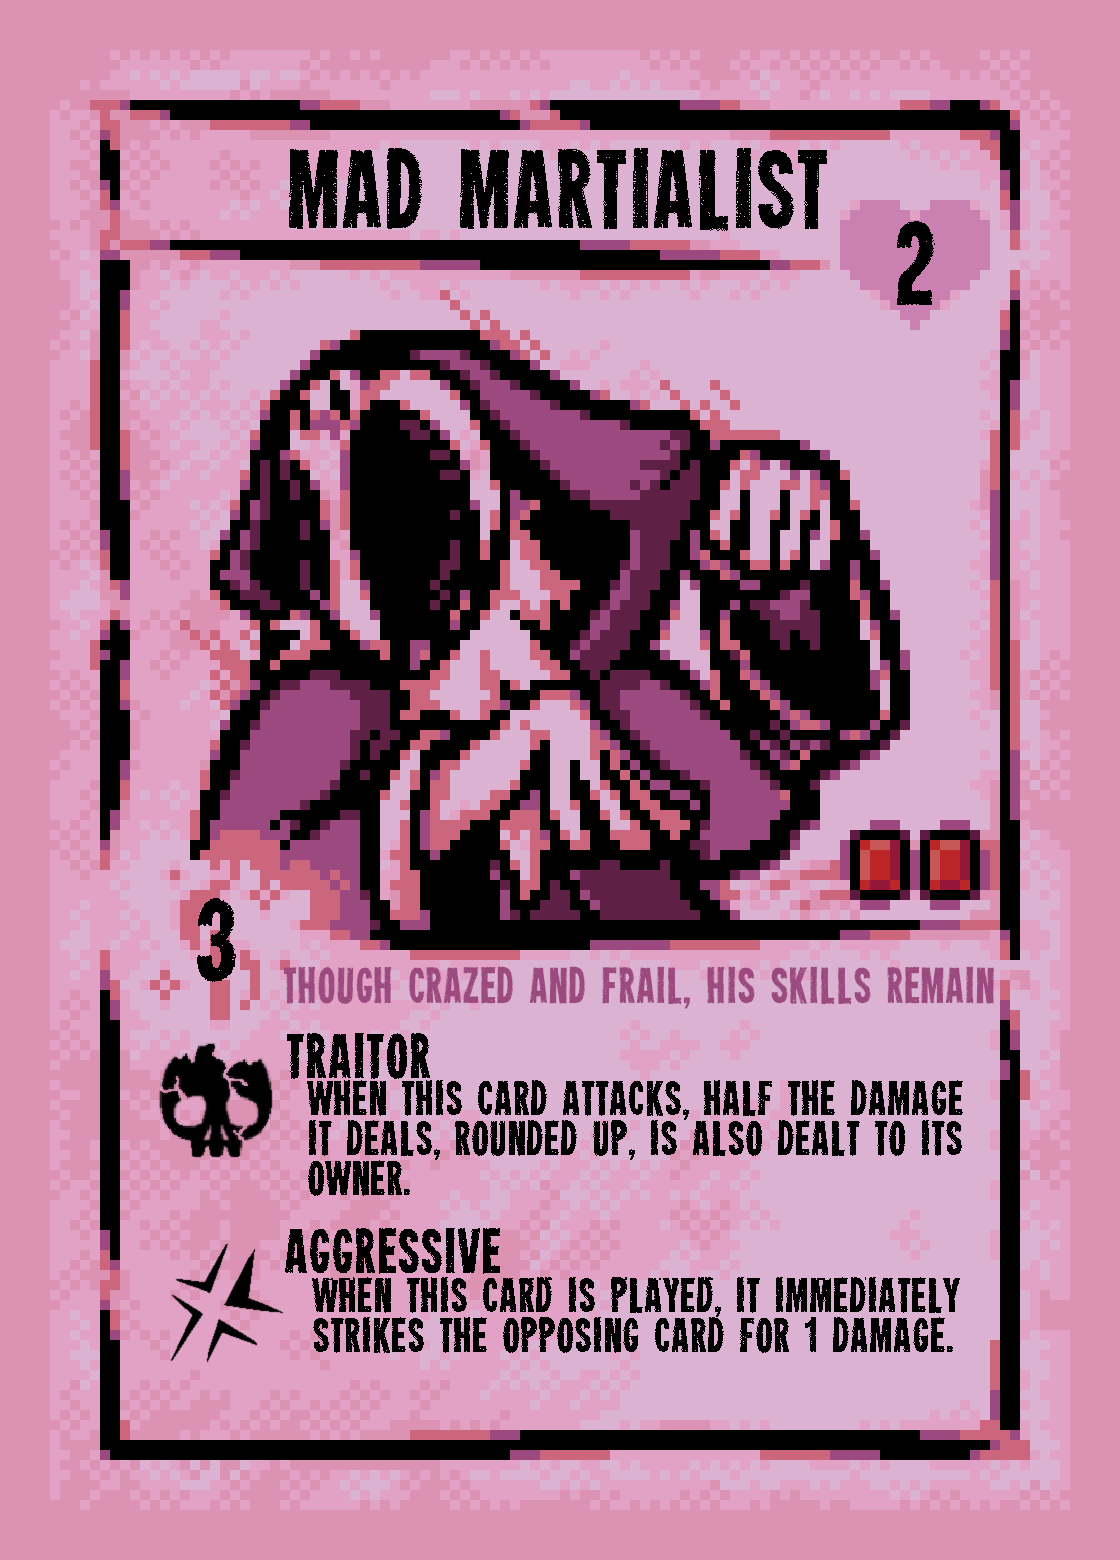 MAD MARTIALIST
2
3
THOUGH CRAZED AND FRAIL, HIS SKILLS REMAIN
TRAITOR
WHEN THIS CARD ATTACKS, HALF THE DAMAGE
IT DEALS, ROUNDED UP, IS ALSO DEALT TO ITS
OWNER.
AGGRESSIVE
WHEN THIS CARD IS PLAYED, IT IMMEDIATELY
STRIKES THE OPPOSING CARD FOR 1 DAMAGE.